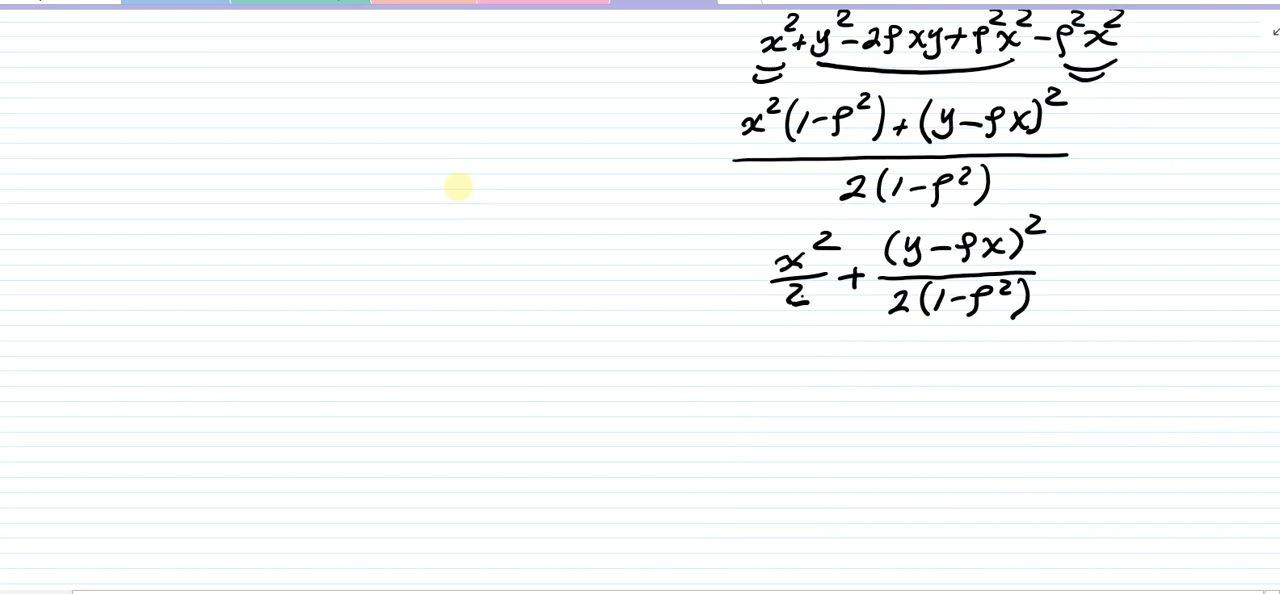 x² + y² - 2ρxy + ρ²x² - ρ²x²
x²(1-ρ²) + (y-ρx)²
2(1-ρ²)
x²/2 + (y-ρx)²/2(1-ρ²)